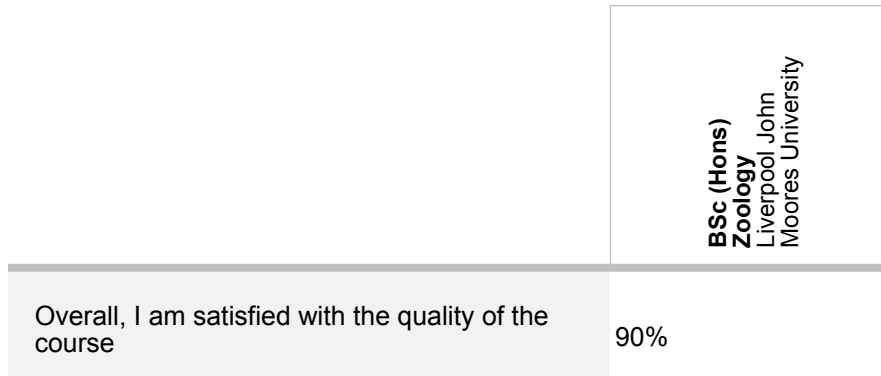 BSc (Hons)
Zoology
Liverpool John
Moores University
Overall, I am satisfied with the quality of the
course
90%